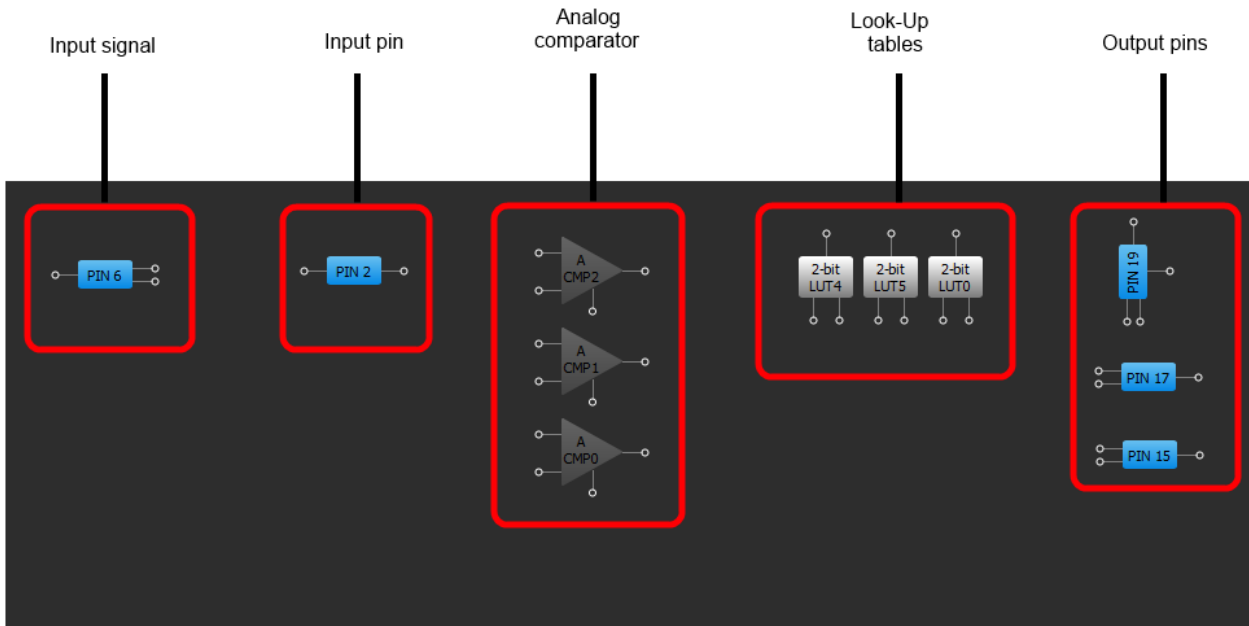 Input signal
Input pin
Analog
comparator
Look-Up
tables
Output pins
PIN 6
PIN 2
A
CMP2
A
CMP1
A
CMP0
2-bit
LUT4
2-bit
LUT5
2-bit
LUT0
PIN 19
PIN 17
PIN 15